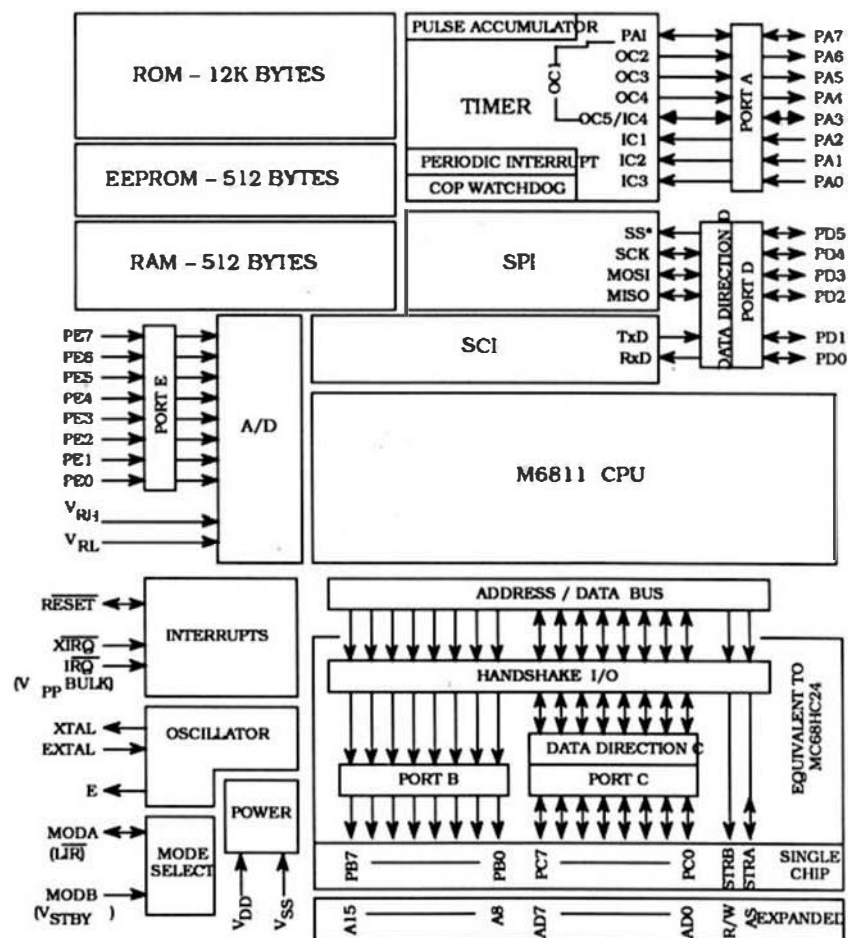 ROM – 12K BYTES
EEPROM – 512 BYTES
RAM – 512 BYTES
PULSE ACCUMULATOR
TIMER
OC1
PERIODIC INTERRUPT
COP WATCHDOG
PAI
OC2
OC3
OC4
OC5/IC4
IC1
IC2
IC3
PORT A
PA7
PA6
PA5
PA4
PA3
PA2
PA1
PA0
SPI
SS*
SCK
MOSI
MISO
SCI
TxD
RxD
DATA DIRECTION D
PORT D
PD5
PD4
PD3
PD2
PD1
PD0
PE7
PE6
PE5
PE4
PE3
PE2
PE1
PE0
PORT E
A/D
VRH
VRL
M6811 CPU
RESET
XIRQ
IRQ
(VPP BULK)
INTERRUPTS
XTAL
EXTAL
E
OSCILLATOR
POWER
VDD
VSS
MODA
(LIR)
MODB
(VSTBY )
MODE
SELECT
ADDRESS / DATA BUS
HANDSHAKE I/O
DATA DIRECTION C
PORT B
PORT C
EQUIVALENT TO
MC68HC24
PB7
PB0
PC7
PC0
STRB
STRA
SINGLE
CHIP
A15
A8
AD7
AD0
R/W
AS
EXPANDED